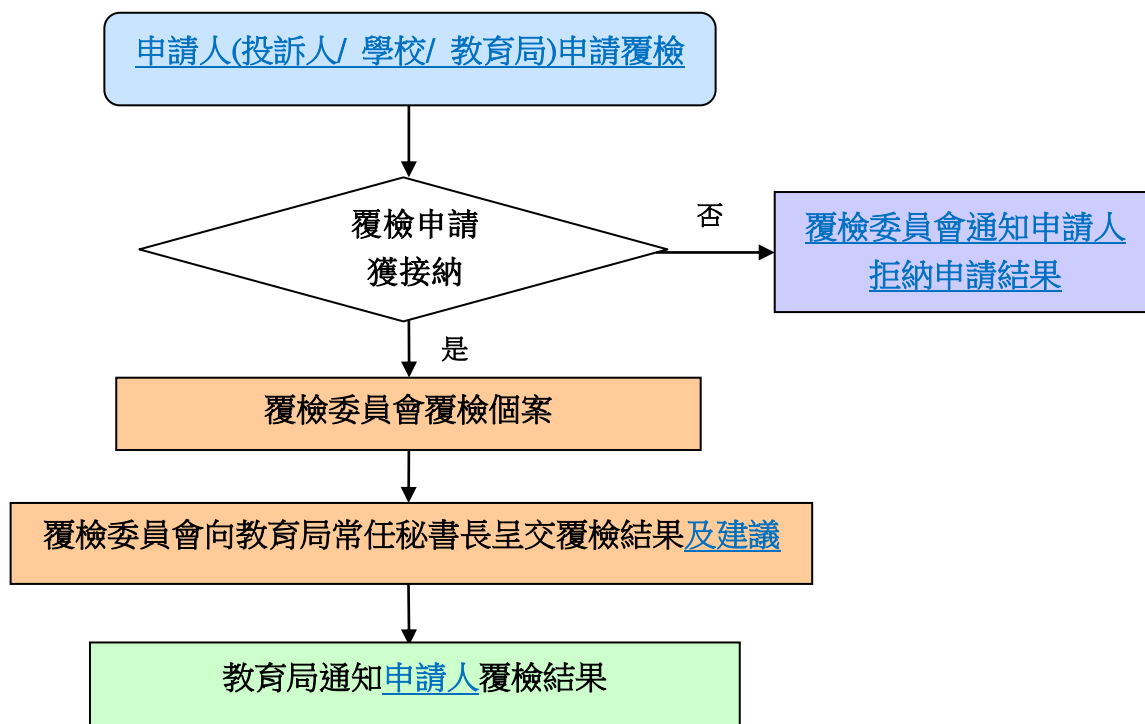 申請人(投訴人/ 學校/ 教育局)申請覆檢
覆檢申請
獲接納
否
覆檢委員會通知申請人
拒納申請結果
是
覆檢委員會覆檢個案
覆檢委員會向教育局常任秘書長呈交覆檢結果及建議
教育局通知申請人覆檢結果